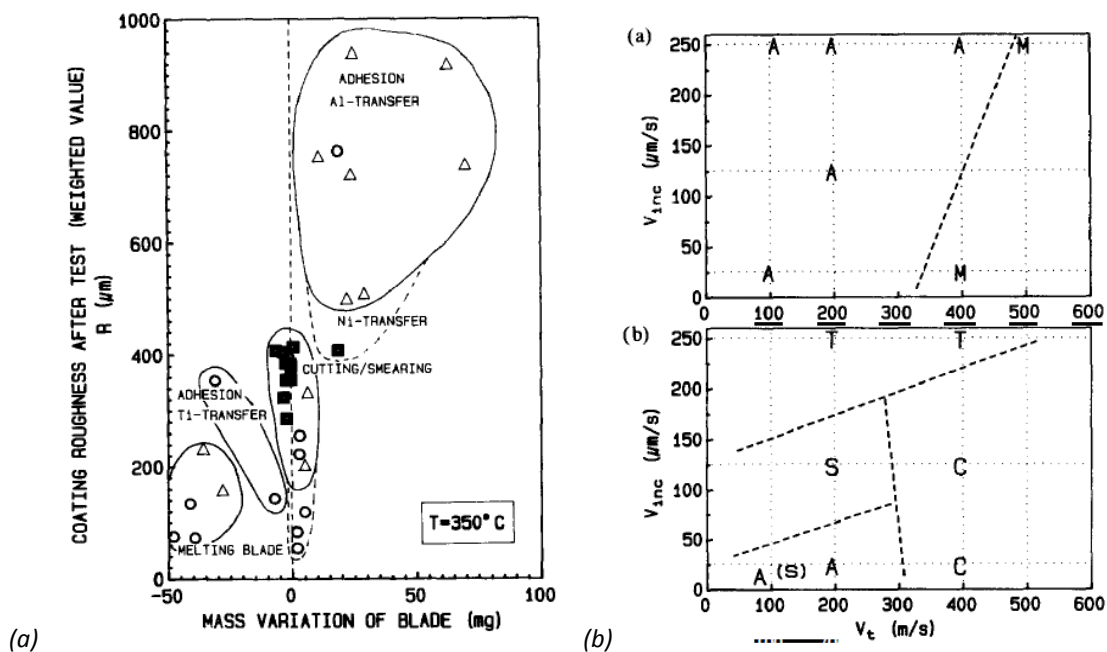 COATING ROUGHNESS AFTER TEST (WEIGHTED VALUE)
R (µm)
1000
800
600
400
200
0
ADHESION
Al-TRANSFER
Ni-TRANSFER
CUTTING/SMEARING
ADHESION
Ti-TRANSFER
MELTING BLADE
T=350°C
-50 0 50 100
MASS VARIATION OF BLADE (mg)
(a)
(a)
V_inc (µm/s)
250
200
150
100
50
0
A A A M
A
A M
0 100 200 300 400 500 600
(b)
V_inc (µm/s)
250
200
150
100
50
0
T T
S C
A (S) A C
0 100 200 300 400 500 600
V_t (m/s)
(b)